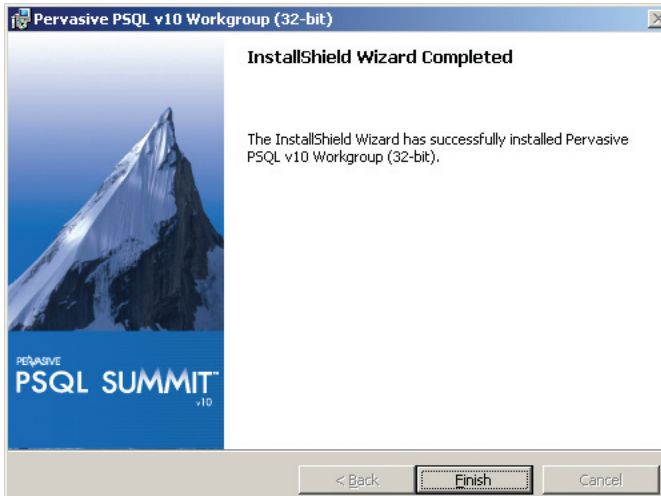 Pervasive PSQL v10 Workgroup (32-bit)
InstallShield Wizard Completed
The InstallShield Wizard has successfully installed Pervasive
PSQL v10 Workgroup (32-bit).
PERVASIVE
PSQL SUMMIT™
v10
< Back
Finish
Cancel